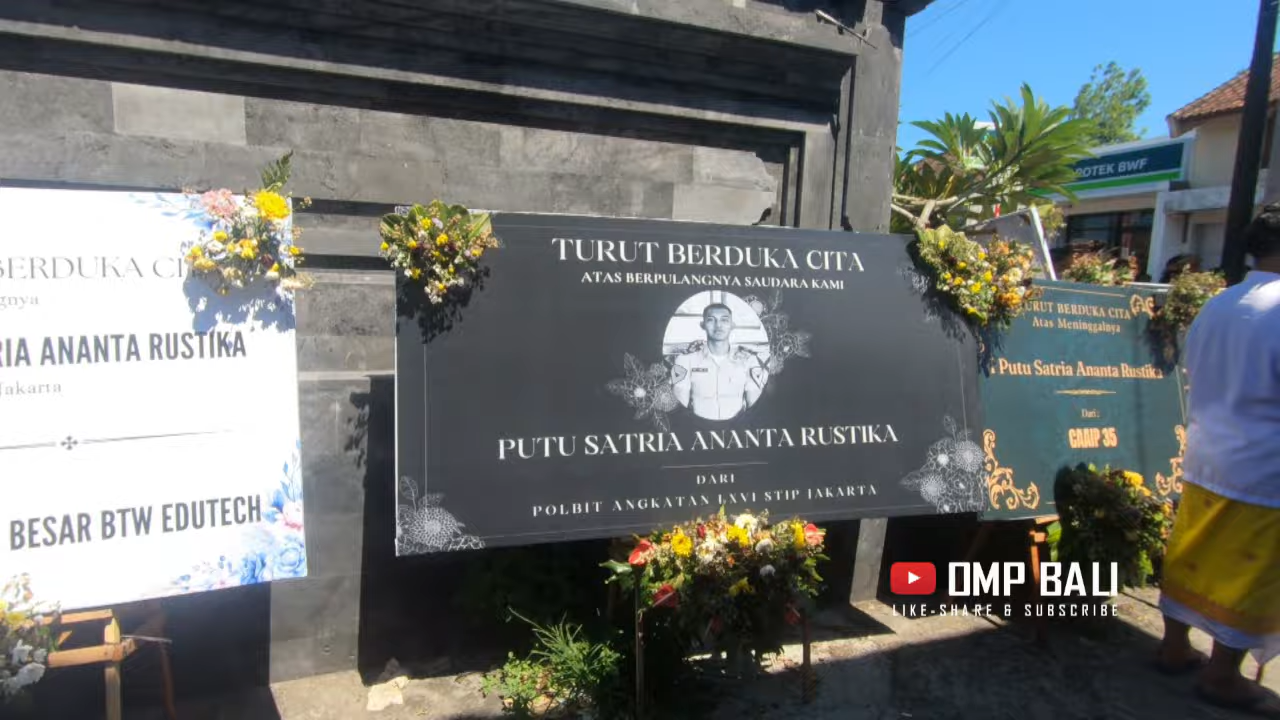 BERDUKA
gnya
RIA ANANTA RUSTIKA
Jakarta
BESAR BTW EDUTECH
TURUT BERDUKA CITA
ATAS BERPULANGNYA SAUDARA KAMI
PUTU SATRIA ANANTA RUSTIKA
DARI
POLBIT ANGKATAN LXVI STIP JAKARTA
TURUT BERDUKA CITA
Atas Meninggalnya
Putu Satria Ananta Rustika
Dari :
CAAIP 35
POTEK BWF
OMP BALI
LIKE-SHARE & SUBSCRIBE